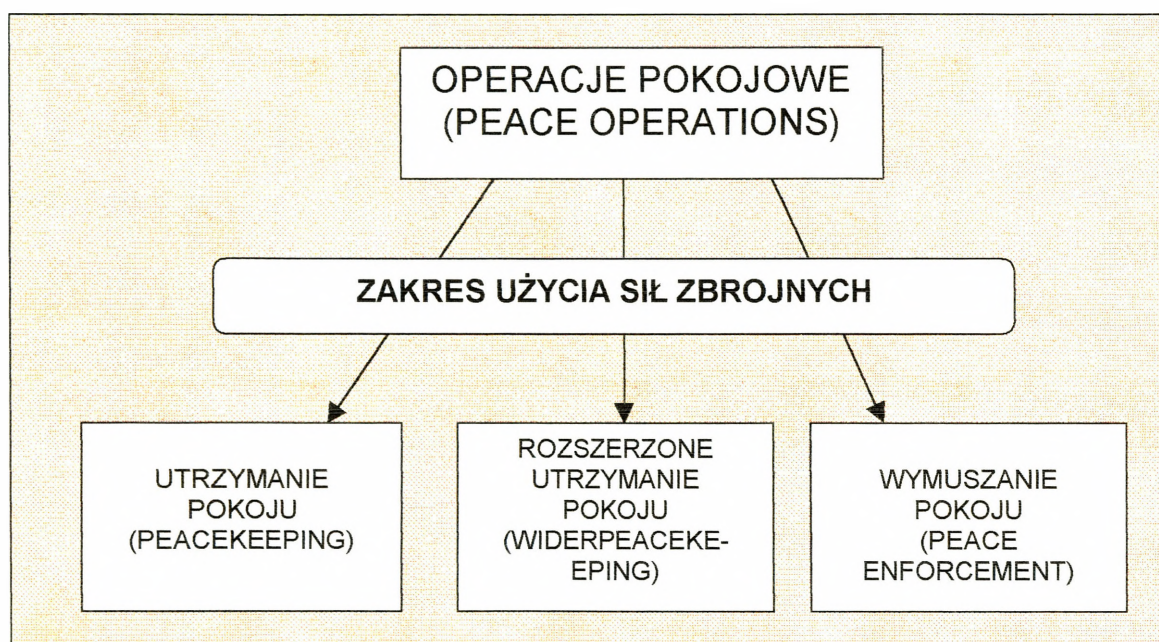 OPERACJE POKOJOWE
(PEACE OPERATIONS)
ZAKRES UŻYCIA SIŁ ZBROJNYCH
UTRZYMANIE
POKOJU
(PEACEKEEPING)
ROZSZERZONE
UTRZYMANIE
POKOJU
(WIDERPEACEKE-
EPING)
WYMUSZANIE
POKOJU
(PEACE
ENFORCEMENT)